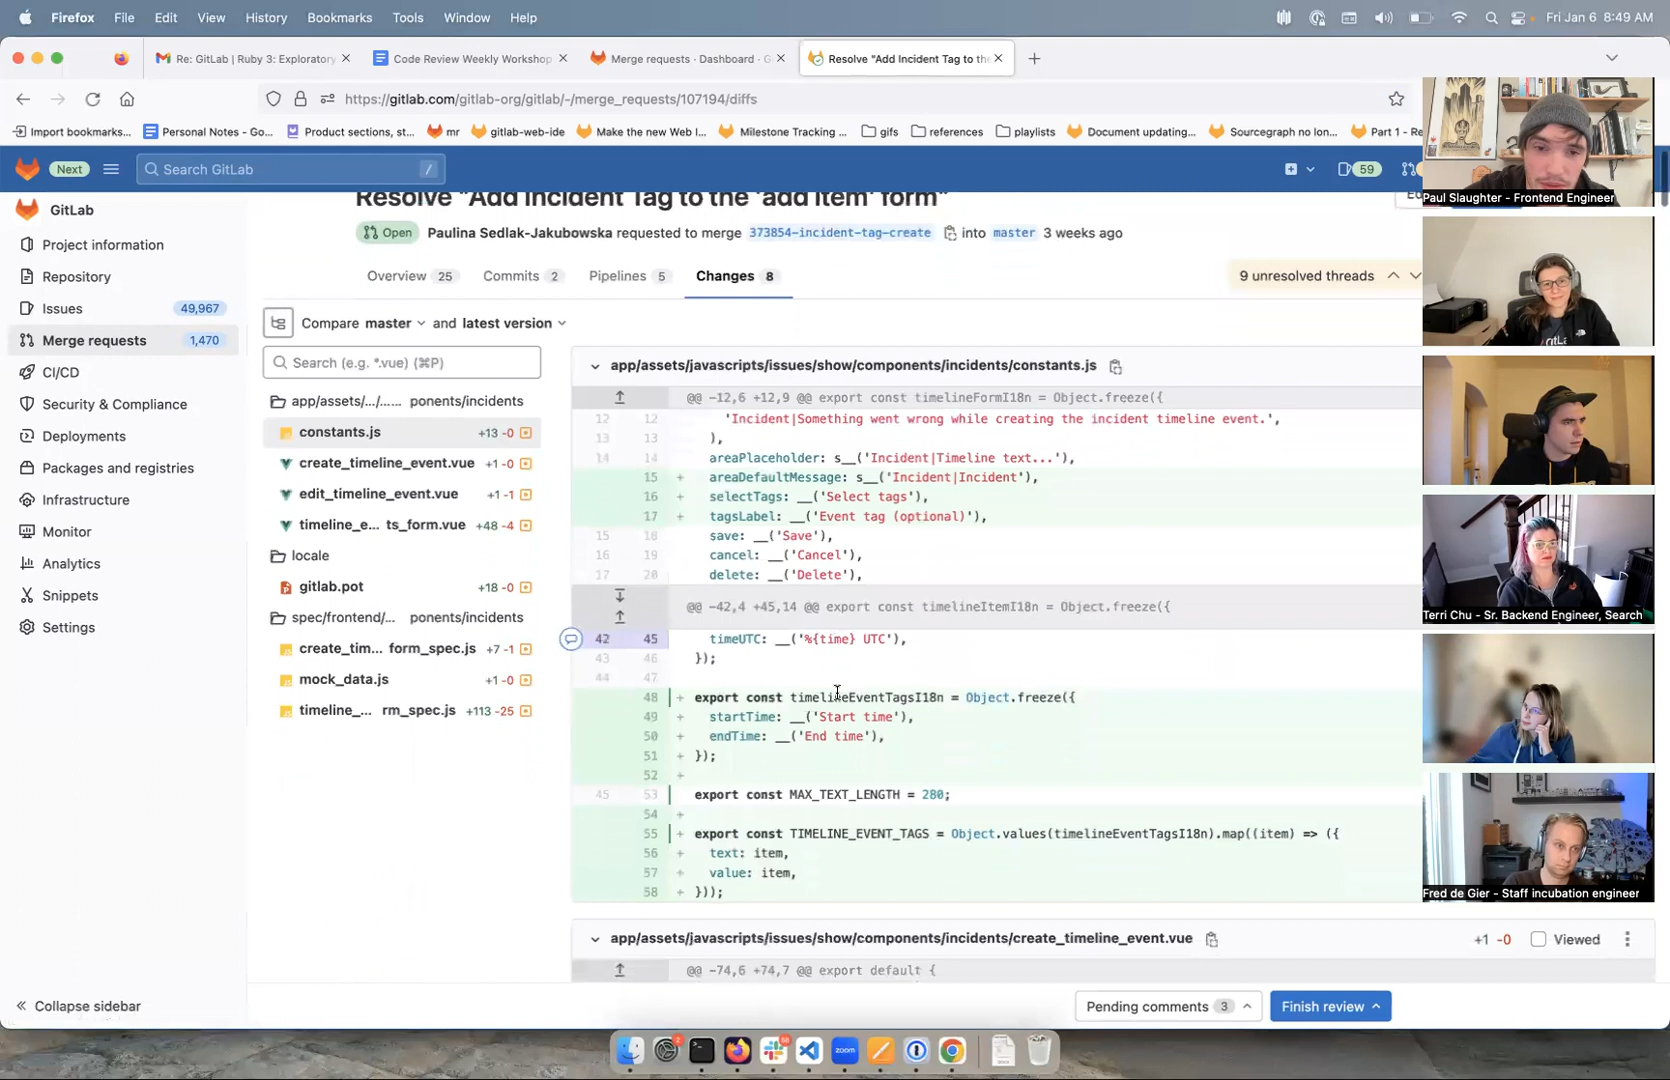 Firefox File Edit View History Bookmarks Tools Window Help
Fri Jan 6 8:49 AM
Re: GitLab | Ruby 3: Exploratory
Code Review Weekly Workshop
Merge requests · Dashboard · G
Resolve "Add Incident Tag to the
https://gitlab.com/gitlab-org/gitlab/-/merge_requests/107194/diffs
Import bookmarks...
Personal Notes - Go...
Product sections, st...
mr
gitlab-web-ide
Make the new Web I...
Milestone Tracking ...
gifs
references
playlists
Document updating...
Sourcegraph no lon...
Part 1 - Re
Next
Search GitLab
/
59
GitLab
Project information
Repository
Issues 49,967
Merge requests 1,470
CI/CD
Security & Compliance
Deployments
Packages and registries
Infrastructure
Monitor
Analytics
Snippets
Settings
Collapse sidebar
Resolve "Add Incident Tag to the 'add item' form"
Open Paulina Sedlak-Jakubowska requested to merge 373854-incident-tag-create into master 3 weeks ago
Overview 25 Commits 2 Pipelines 5 Changes 8
9 unresolved threads
Compare master and latest version
Search (e.g. *.vue) (⌘P)
app/assets/.../...... ponents/incidents
constants.js +13 -0
create_timeline_event.vue +1 -0
edit_timeline_event.vue +1 -1
timeline_e... ts_form.vue +48 -4
locale
gitlab.pot +18 -0
spec/frontend/... ponents/incidents
create_tim... form_spec.js +7 -1
mock_data.js +1 -0
timeline_... rm_spec.js +113 -25
app/assets/javascripts/issues/show/components/incidents/constants.js
@@ -12,6 +12,9 @@ export const timelineFormI18n = Object.freeze({
12 12 'Incident|Something went wrong while creating the incident timeline event.',
13 13 ),
14 14 areaPlaceholder: s__('Incident|Timeline text...'),
15 + areaDefaultMessage: s__('Incident|Incident'),
16 + selectTags: __('Select tags'),
17 + tagsLabel: __('Event tag (optional)'),
15 18 save: __('Save'),
16 19 cancel: __('Cancel'),
17 20 delete: __('Delete'),
@@ -42,4 +45,14 @@ export const timelineItemI18n = Object.freeze({
42 45 timeUTC: __('%{time} UTC'),
43 46 });
44 47
48 + export const timelineEventTagsI18n = Object.freeze({
49 + startTime: __('Start time'),
50 + endTime: __('End time'),
51 + });
52 +
45 53 export const MAX_TEXT_LENGTH = 280;
54 +
55 + export const TIMELINE_EVENT_TAGS = Object.values(timelineEventTagsI18n).map((item) => ({
56 + text: item,
57 + value: item,
58 + }));
app/assets/javascripts/issues/show/components/incidents/create_timeline_event.vue
+1 -0 Viewed
@@ -74,6 +74,7 @@ export default {
Pending comments 3
Finish review
Paul Slaughter - Frontend Engineer
Terri Chu - Sr. Backend Engineer, Search
Fred de Gier - Staff incubation engineer
zoom